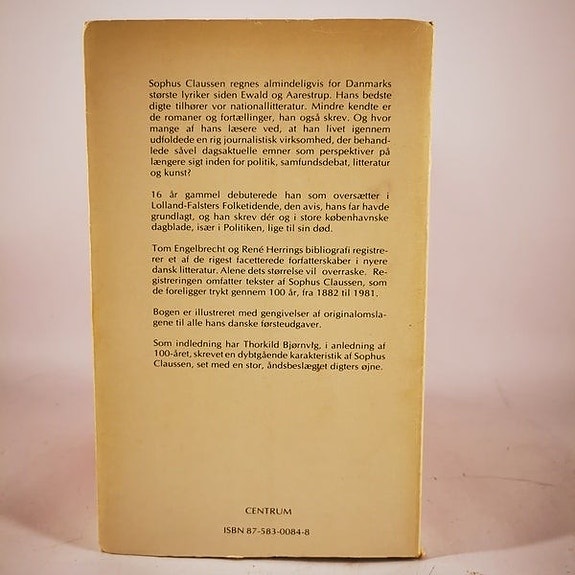 Sophus Claussen regnes almindeligvis for Danmarks
største lyriker siden Ewald og Aarestrup. Hans bedste
digte tilhører vor nationallitteratur. Mindre kendte er
de romaner og fortællinger, han også skrev. Og hvor
mange af hans læsere ved, at han livet igennem
udfoldede en rig journalistisk virksomhed, der behand-
lede såvel dagsaktuelle emner som perspektiver på
længere sigt inden for politik, samfundsdebat, litteratur
og kunst?
16 år gammel debuterede han som oversætter i
Lolland-Falsters Folketidende, den avis, hans far havde
grundlagt, og han skrev dér og i store københavnske
dagblade, især i Politiken, lige til sin død.
Tom Engelbrecht og René Herrings bibliografi registre-
rer et af de rigest facetterede forfatterskaber i nyere
dansk litteratur. Alene dets størrelse vil overraske. Re-
gistreringen omfatter tekster af Sophus Claussen, som
de foreligger trykt gennem 100 år, fra 1882 til 1981.
Bogen er illustreret med gengivelser af originalomsla-
gene til alle hans danske førsteudgaver.
Som indledning har Thorkild Bjørnvig, i anledning af
100-året, skrevet en dybtgående karakteristik af Sophus
Claussen, set med en stor, åndsbeslægtet digters øjne.
CENTRUM
ISBN 87-583-0084-8